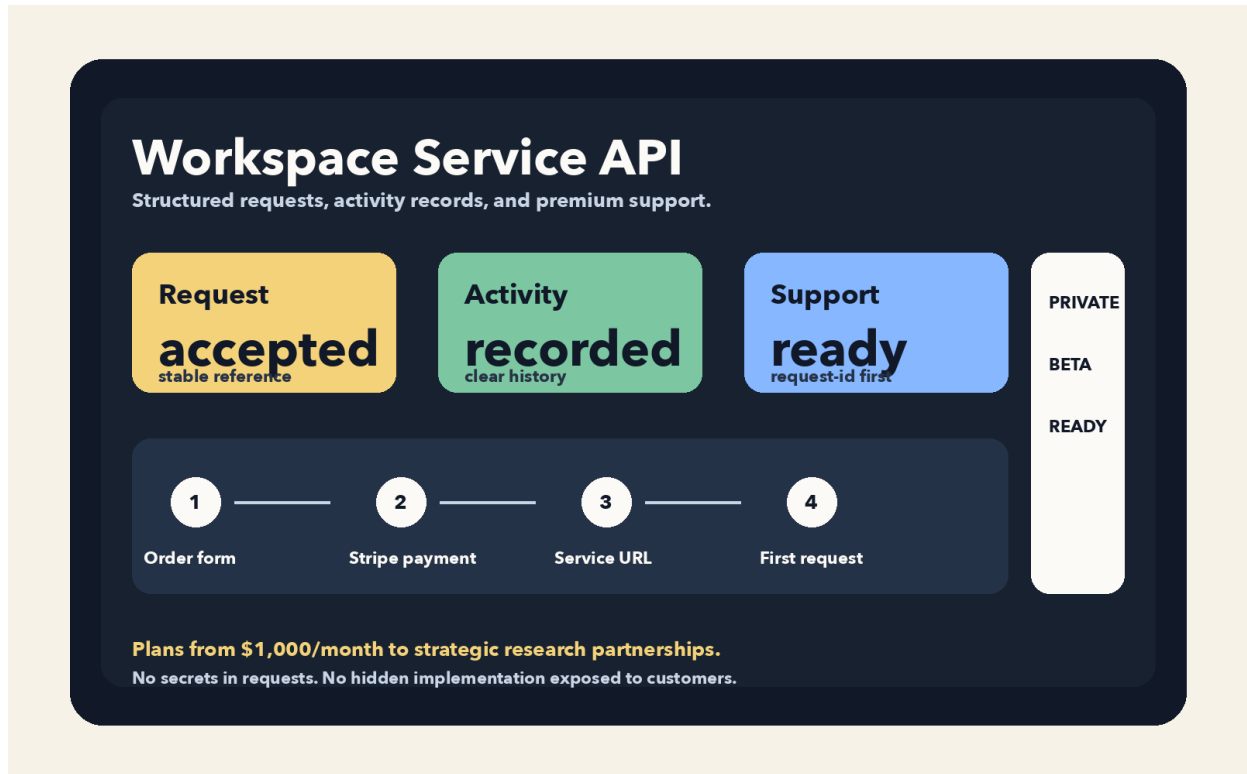 Workspace Service API
Structured requests, activity records, and premium support.
Request
accepted
stable reference
Activity
recorded
clear history
Support
ready
request-id first
PRIVATE
BETA
READY
1
2
3
4
Order form
Stripe payment
Service URL
First request
Plans from $1,000/month to strategic research partnerships.
No secrets in requests. No hidden implementation exposed to customers.